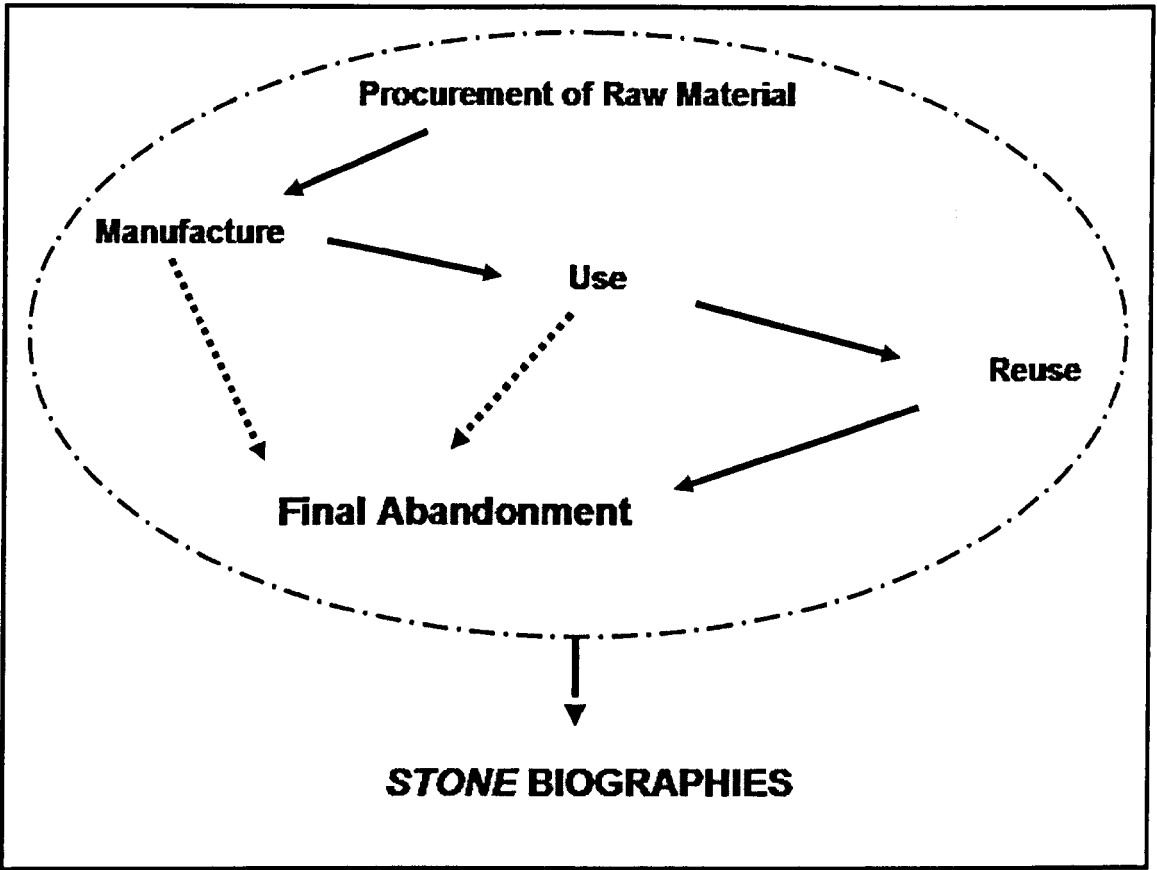 Procurement of Raw Material
Manufacture
Use
Reuse
Final Abandonment
STONE BIOGRAPHIES